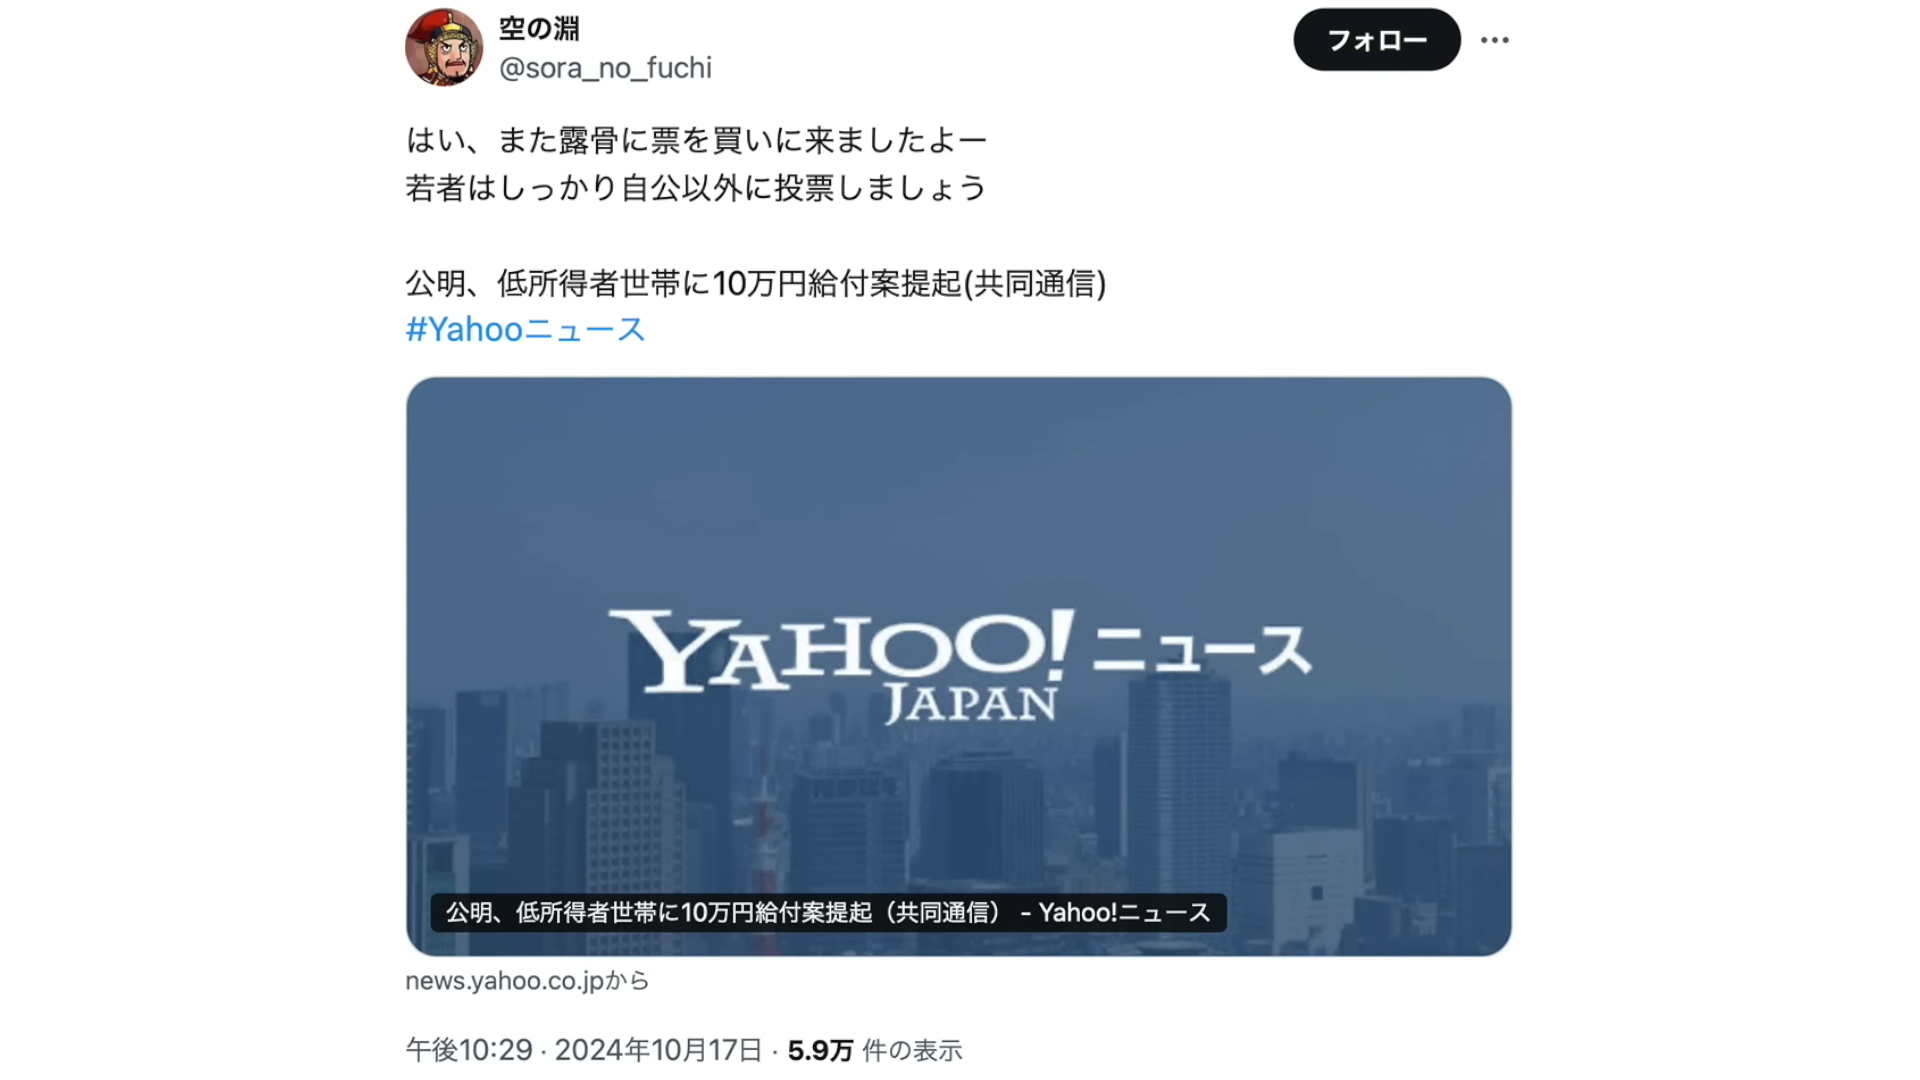 空の淵
@sora_no_fuchi
フォロー
はい、また露骨に票を買いに来ましたよー
若者はしっかり自公以外に投票しましょう
公明、低所得者世帯に10万円給付案提起(共同通信)
#Yahooニュース
YAHOO!ニュース
JAPAN
公明、低所得者世帯に10万円給付案提起（共同通信） - Yahoo!ニュース
news.yahoo.co.jpから
午後10:29 · 2024年10月17日 · 5.9万 件の表示